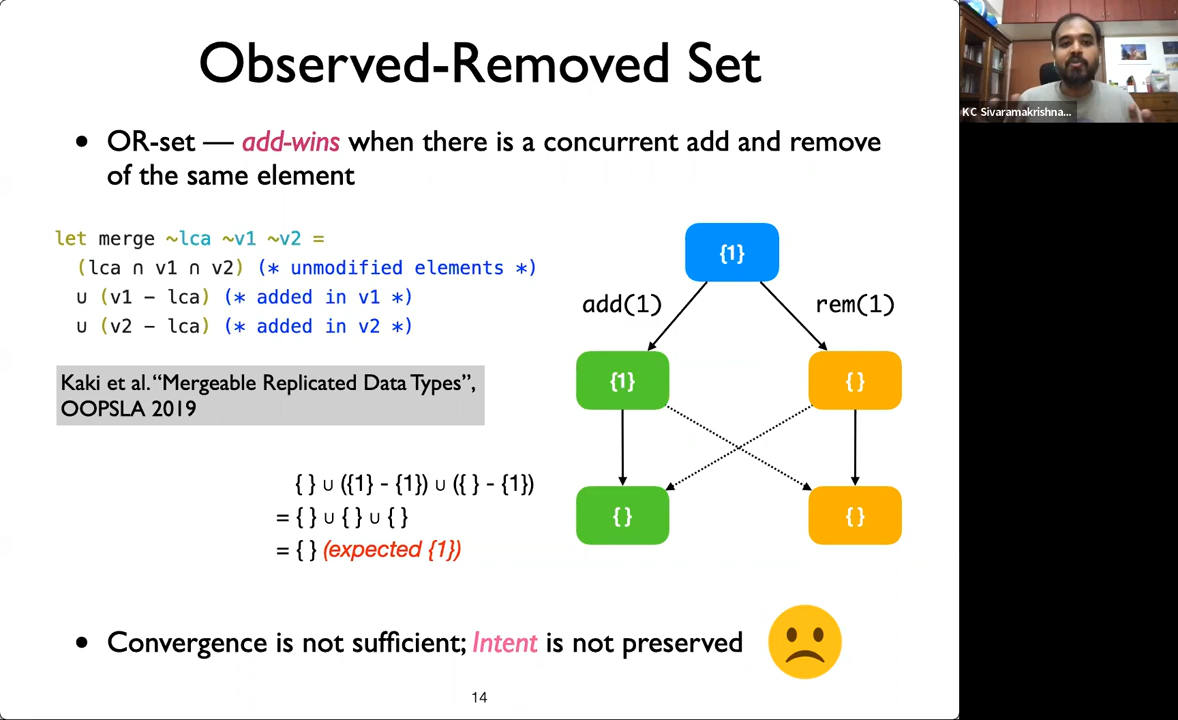 Observed-Removed Set
• OR-set — add-wins when there is a concurrent add and remove
of the same element
let merge ~lca ~v1 ~v2 =
(lca ∩ v1 ∩ v2) (* unmodified elements *)
∪ (v1 – lca) (* added in v1 *)
∪ (v2 – lca) (* added in v2 *)
Kaki et al. “Mergeable Replicated Data Types”,
OOPSLA 2019
{ } ∪ ({1} - {1}) ∪ ({ } - {1})
= { } ∪ { } ∪ { }
= { } (expected {1})
{1}
add(1)
rem(1)
{1}
{ }
{ }
{ }
• Convergence is not sufficient; Intent is not preserved
14
KC Sivaramakrishna...